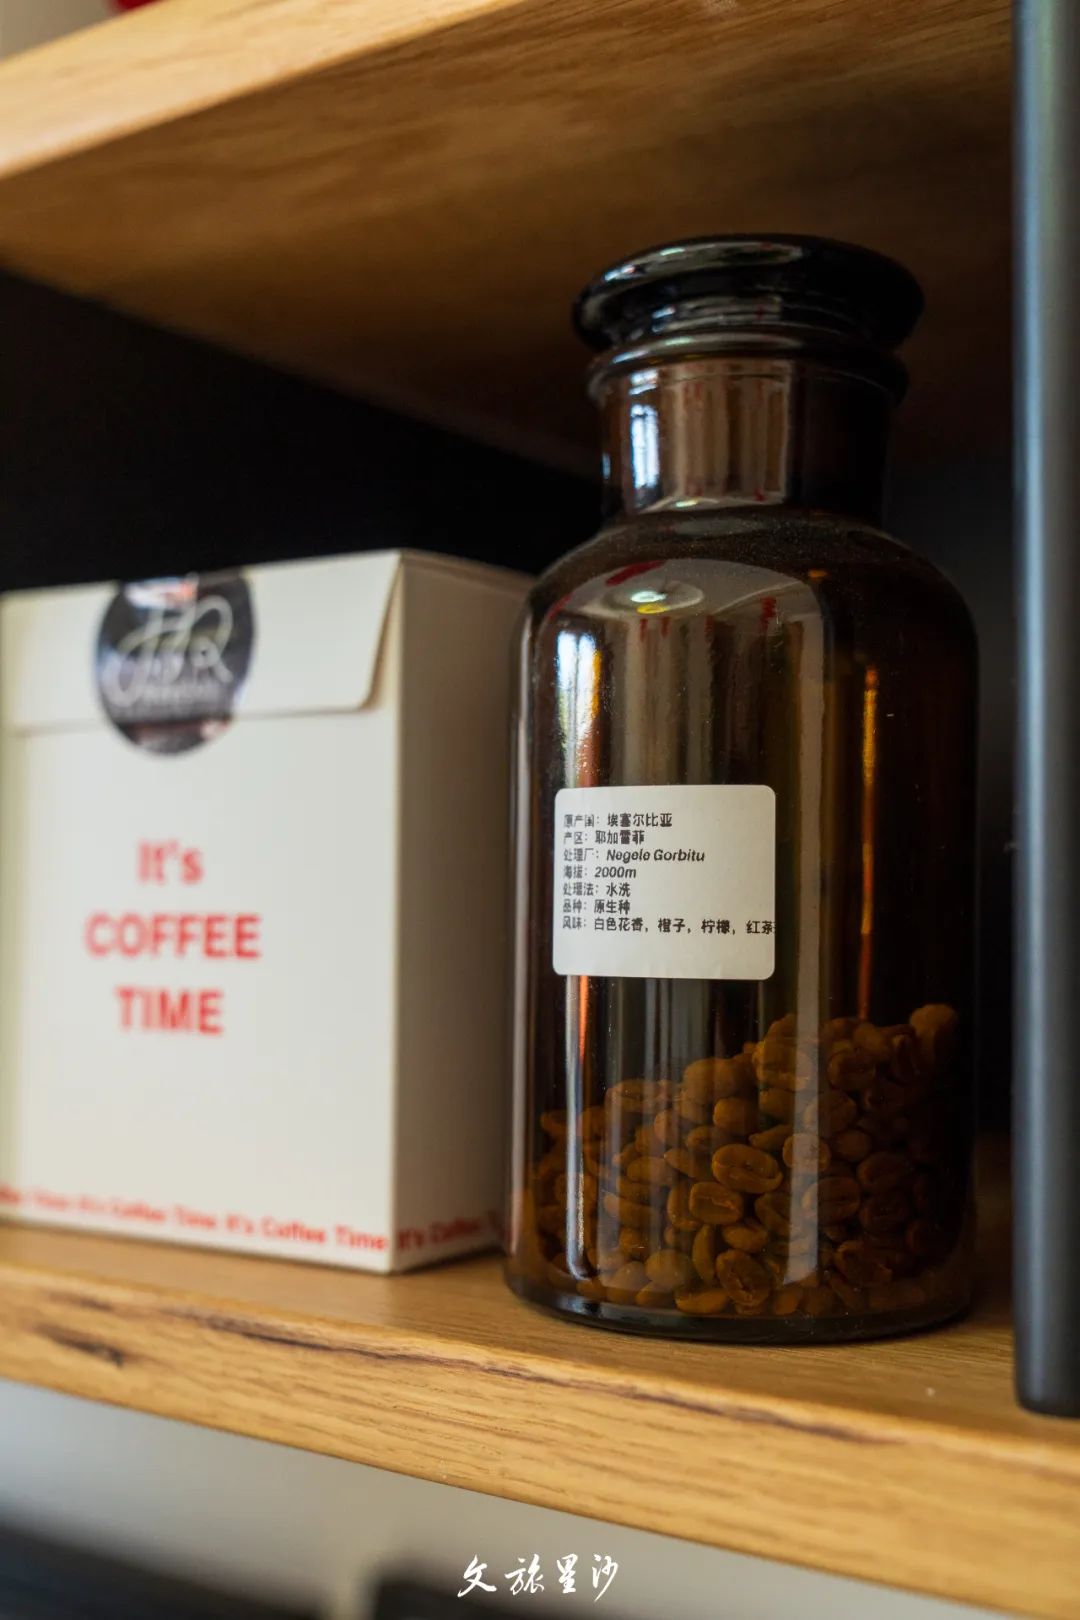 It's
COFFEE
TIME
Time It's Coffee Time It's Coffee Time It's Coffee
原产国：埃塞尔比亚
产区：耶加雪菲
处理厂：Negele Gorbitu
海拔：2000m
处理法：水洗
品种：原生种
风味：白色花香，橙子，柠檬，红茶
文旅星沙